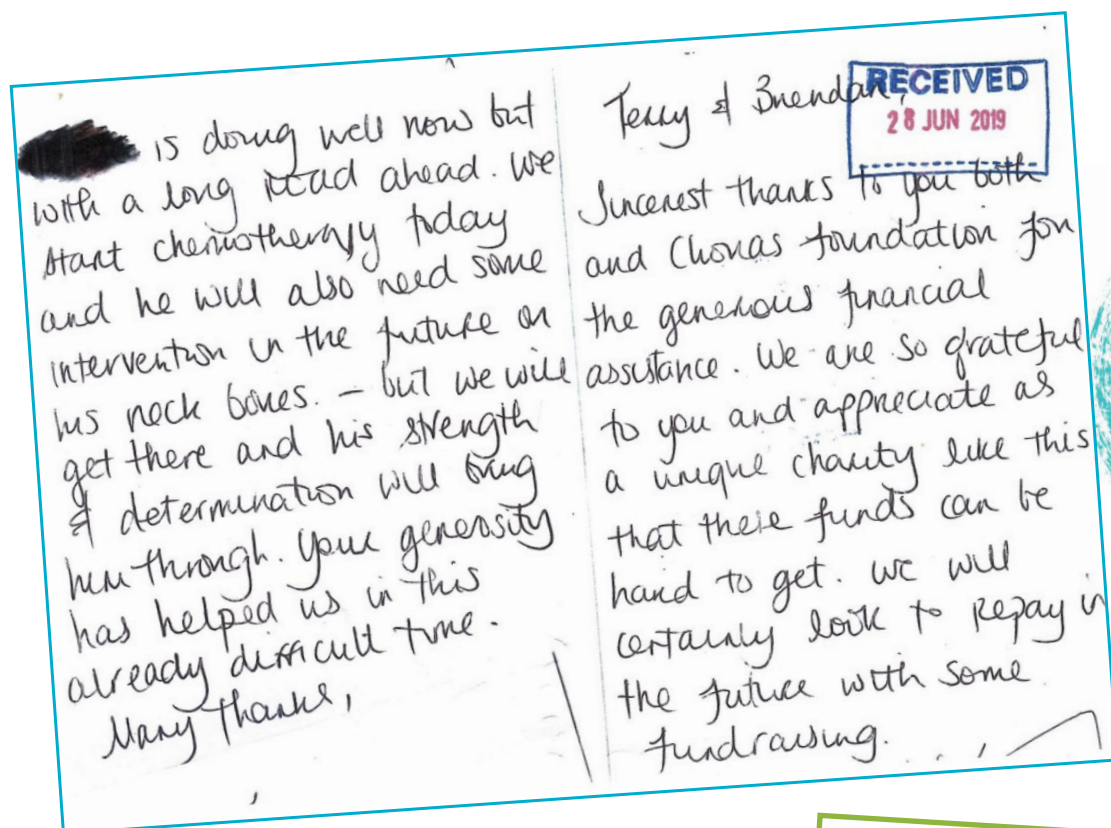 is doing well now but
with a long road ahead. We
start chemotherapy today
and he will also need some
intervention in the future on
his neck bones. – but we will
get there and his strength
& determination will bring
him through. Your generosity
has helped us in this
already difficult time.
Many thanks,
Terry & Brendan,
RECEIVED
28 JUN 2019
Sincerest thanks to you both
and Clionas foundation for
the generous financial
assistance. We are so grateful
to you and appreciate as
a unique charity like this
that these funds can be
hard to get. We will
certainly look to repay in
the future with some
fundraising.